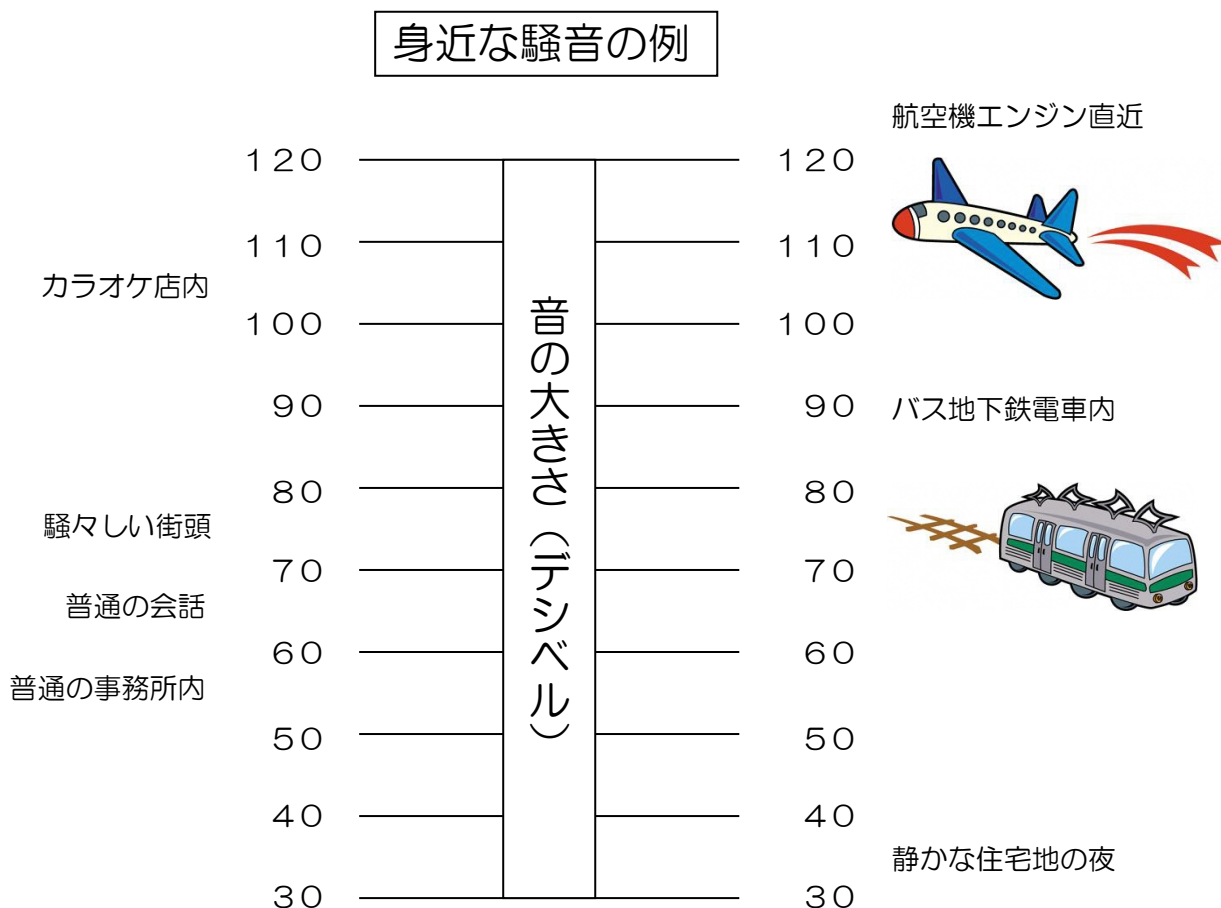 身近な騒音の例
航空機エンジン直近
１２０ １２０
１１０ １１０
カラオケ店内
１００ １００
９０ ９０ バス地下鉄電車内
８０ ８０
騒々しい街頭
７０ ７０
普通の会話
６０ ６０
普通の事務所内
５０ ５０
４０ ４０
静かな住宅地の夜
３０ ３０
音の大きさ（デシベル）